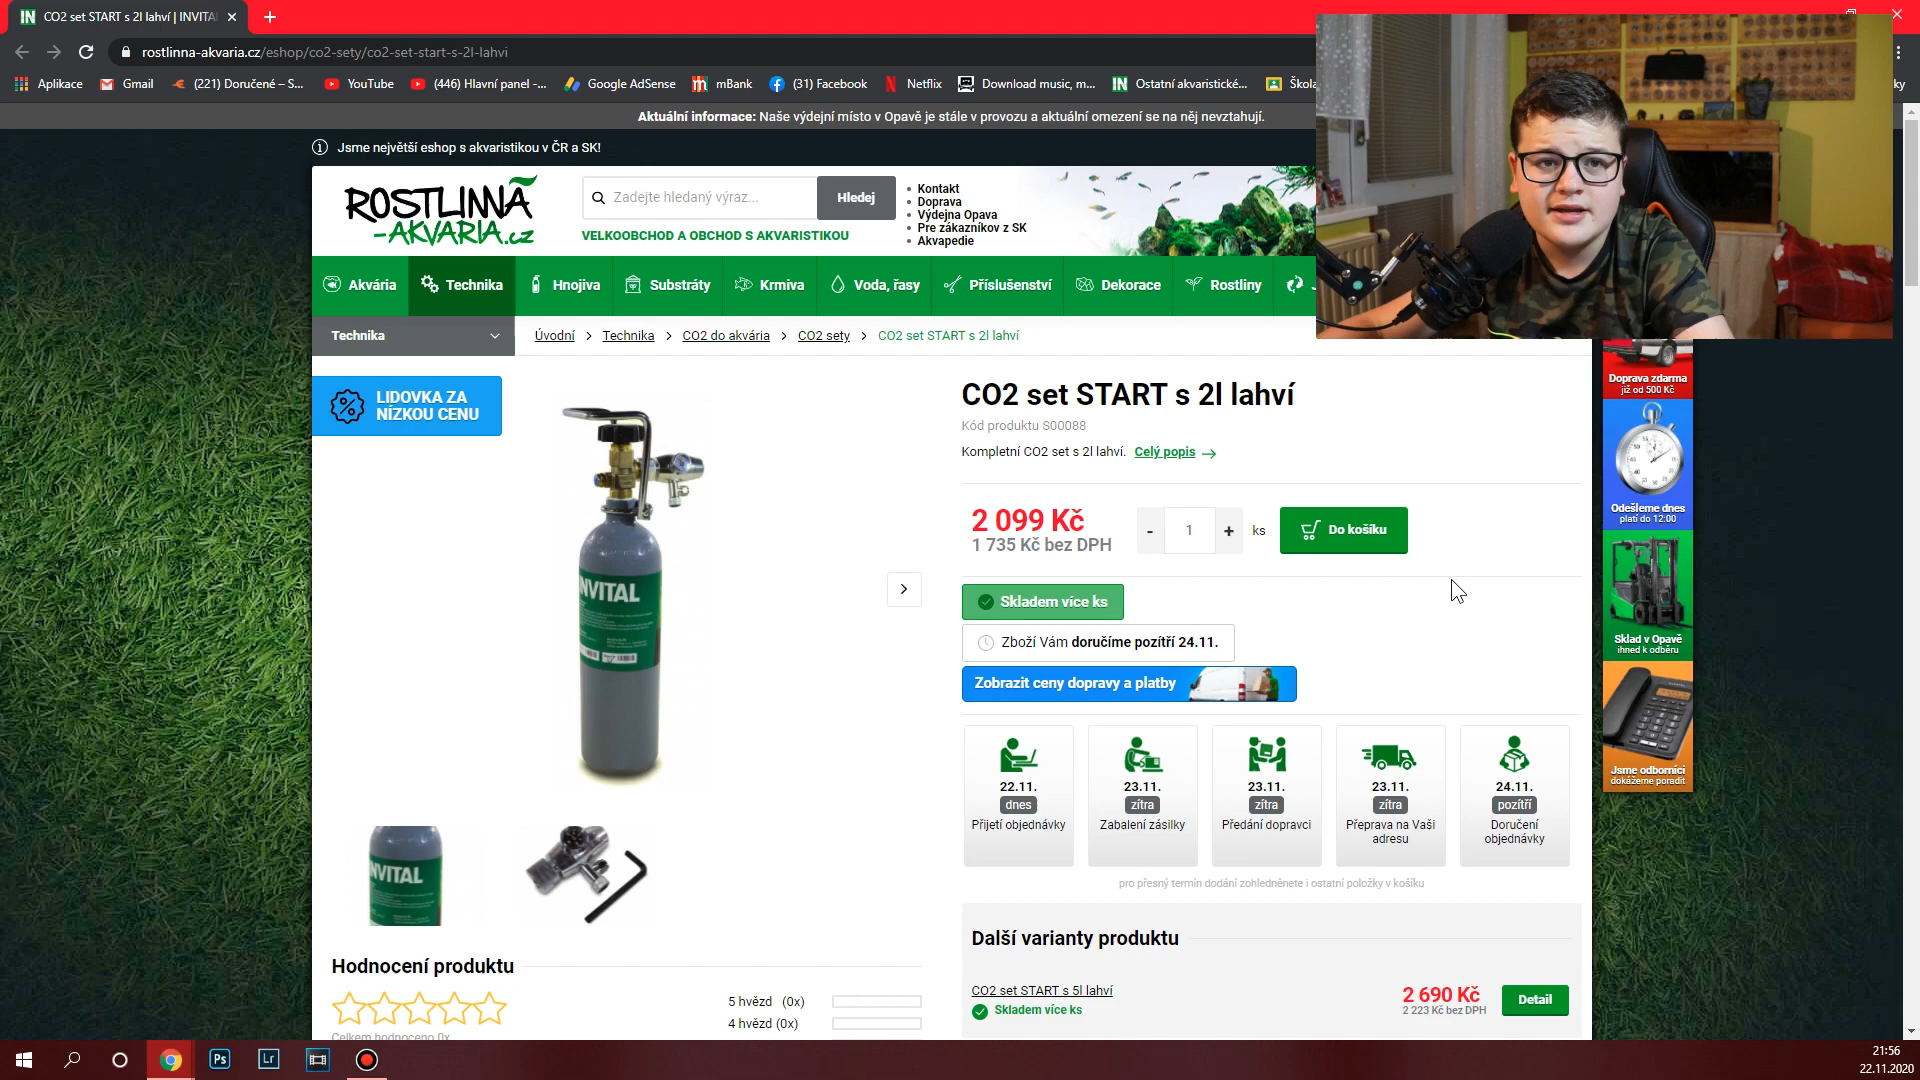 CO2 set START s 2l lahví | INVITAL
rostlinna-akvaria.cz/eshop/co2-sety/co2-set-start-s-2l-lahvi
Aplikace
Gmail
(221) Doručené – S...
YouTube
(446) Hlavní panel -...
Google AdSense
mBank
(31) Facebook
Netflix
Download music, m...
Ostatní akvaristické...
Škola
ky
Aktuální informace: Naše výdejní místo v Opavě je stále v provozu a aktuální omezení se na něj nevztahují.
Jsme největší eshop s akvaristikou v ČR a SK!
ROSTLINNÁ
-AKVARIA.cz
Zadejte hledaný výraz...
Hledej
VELKOOBCHOD A OBCHOD S AKVARISTIKOU
Kontakt
Doprava
Výdejna Opava
Pre zákazníkov z SK
Akvapedie
Akvária
Technika
Hnojiva
Substráty
Krmiva
Voda, řasy
Příslušenství
Dekorace
Rostliny
Technika
Úvodní > Technika > CO2 do akvária > CO2 sety > CO2 set START s 2l lahví
LIDOVKA ZA
NÍZKOU CENU
INVITAL
CO2 set START s 2l lahví
Kód produktu S00088
Kompletní CO2 set s 2l lahví. Celý popis
2 099 Kč
1 735 Kč bez DPH
- 1 + ks
Do košíku
Skladem více ks
Zboží Vám doručíme pozítří 24.11.
Zobrazit ceny dopravy a platby
22.11.
dnes
Přijetí objednávky
23.11.
zítra
Zabalení zásilky
23.11.
zítra
Předání dopravci
23.11.
zítra
Přeprava na Vaši
adresu
24.11.
pozítří
Doručení
objednávky
pro přesný termín dodání zohledněnete i ostatní položky v košíku
Další varianty produktu
CO2 set START s 5l lahví
Skladem více ks
2 690 Kč
2 223 Kč bez DPH
Detail
NVITAL
Hodnocení produktu
Celkem hodnoceno 0x
5 hvězd (0x)
4 hvězd (0x)
Doprava zdarma
již od 500 Kč
Odešleme dnes
platí do 12:00
Sklad v Opavě
ihned k odběru
Jsme odborníci
dokážeme poradit
Ps
Lr
21:56
22.11.2020